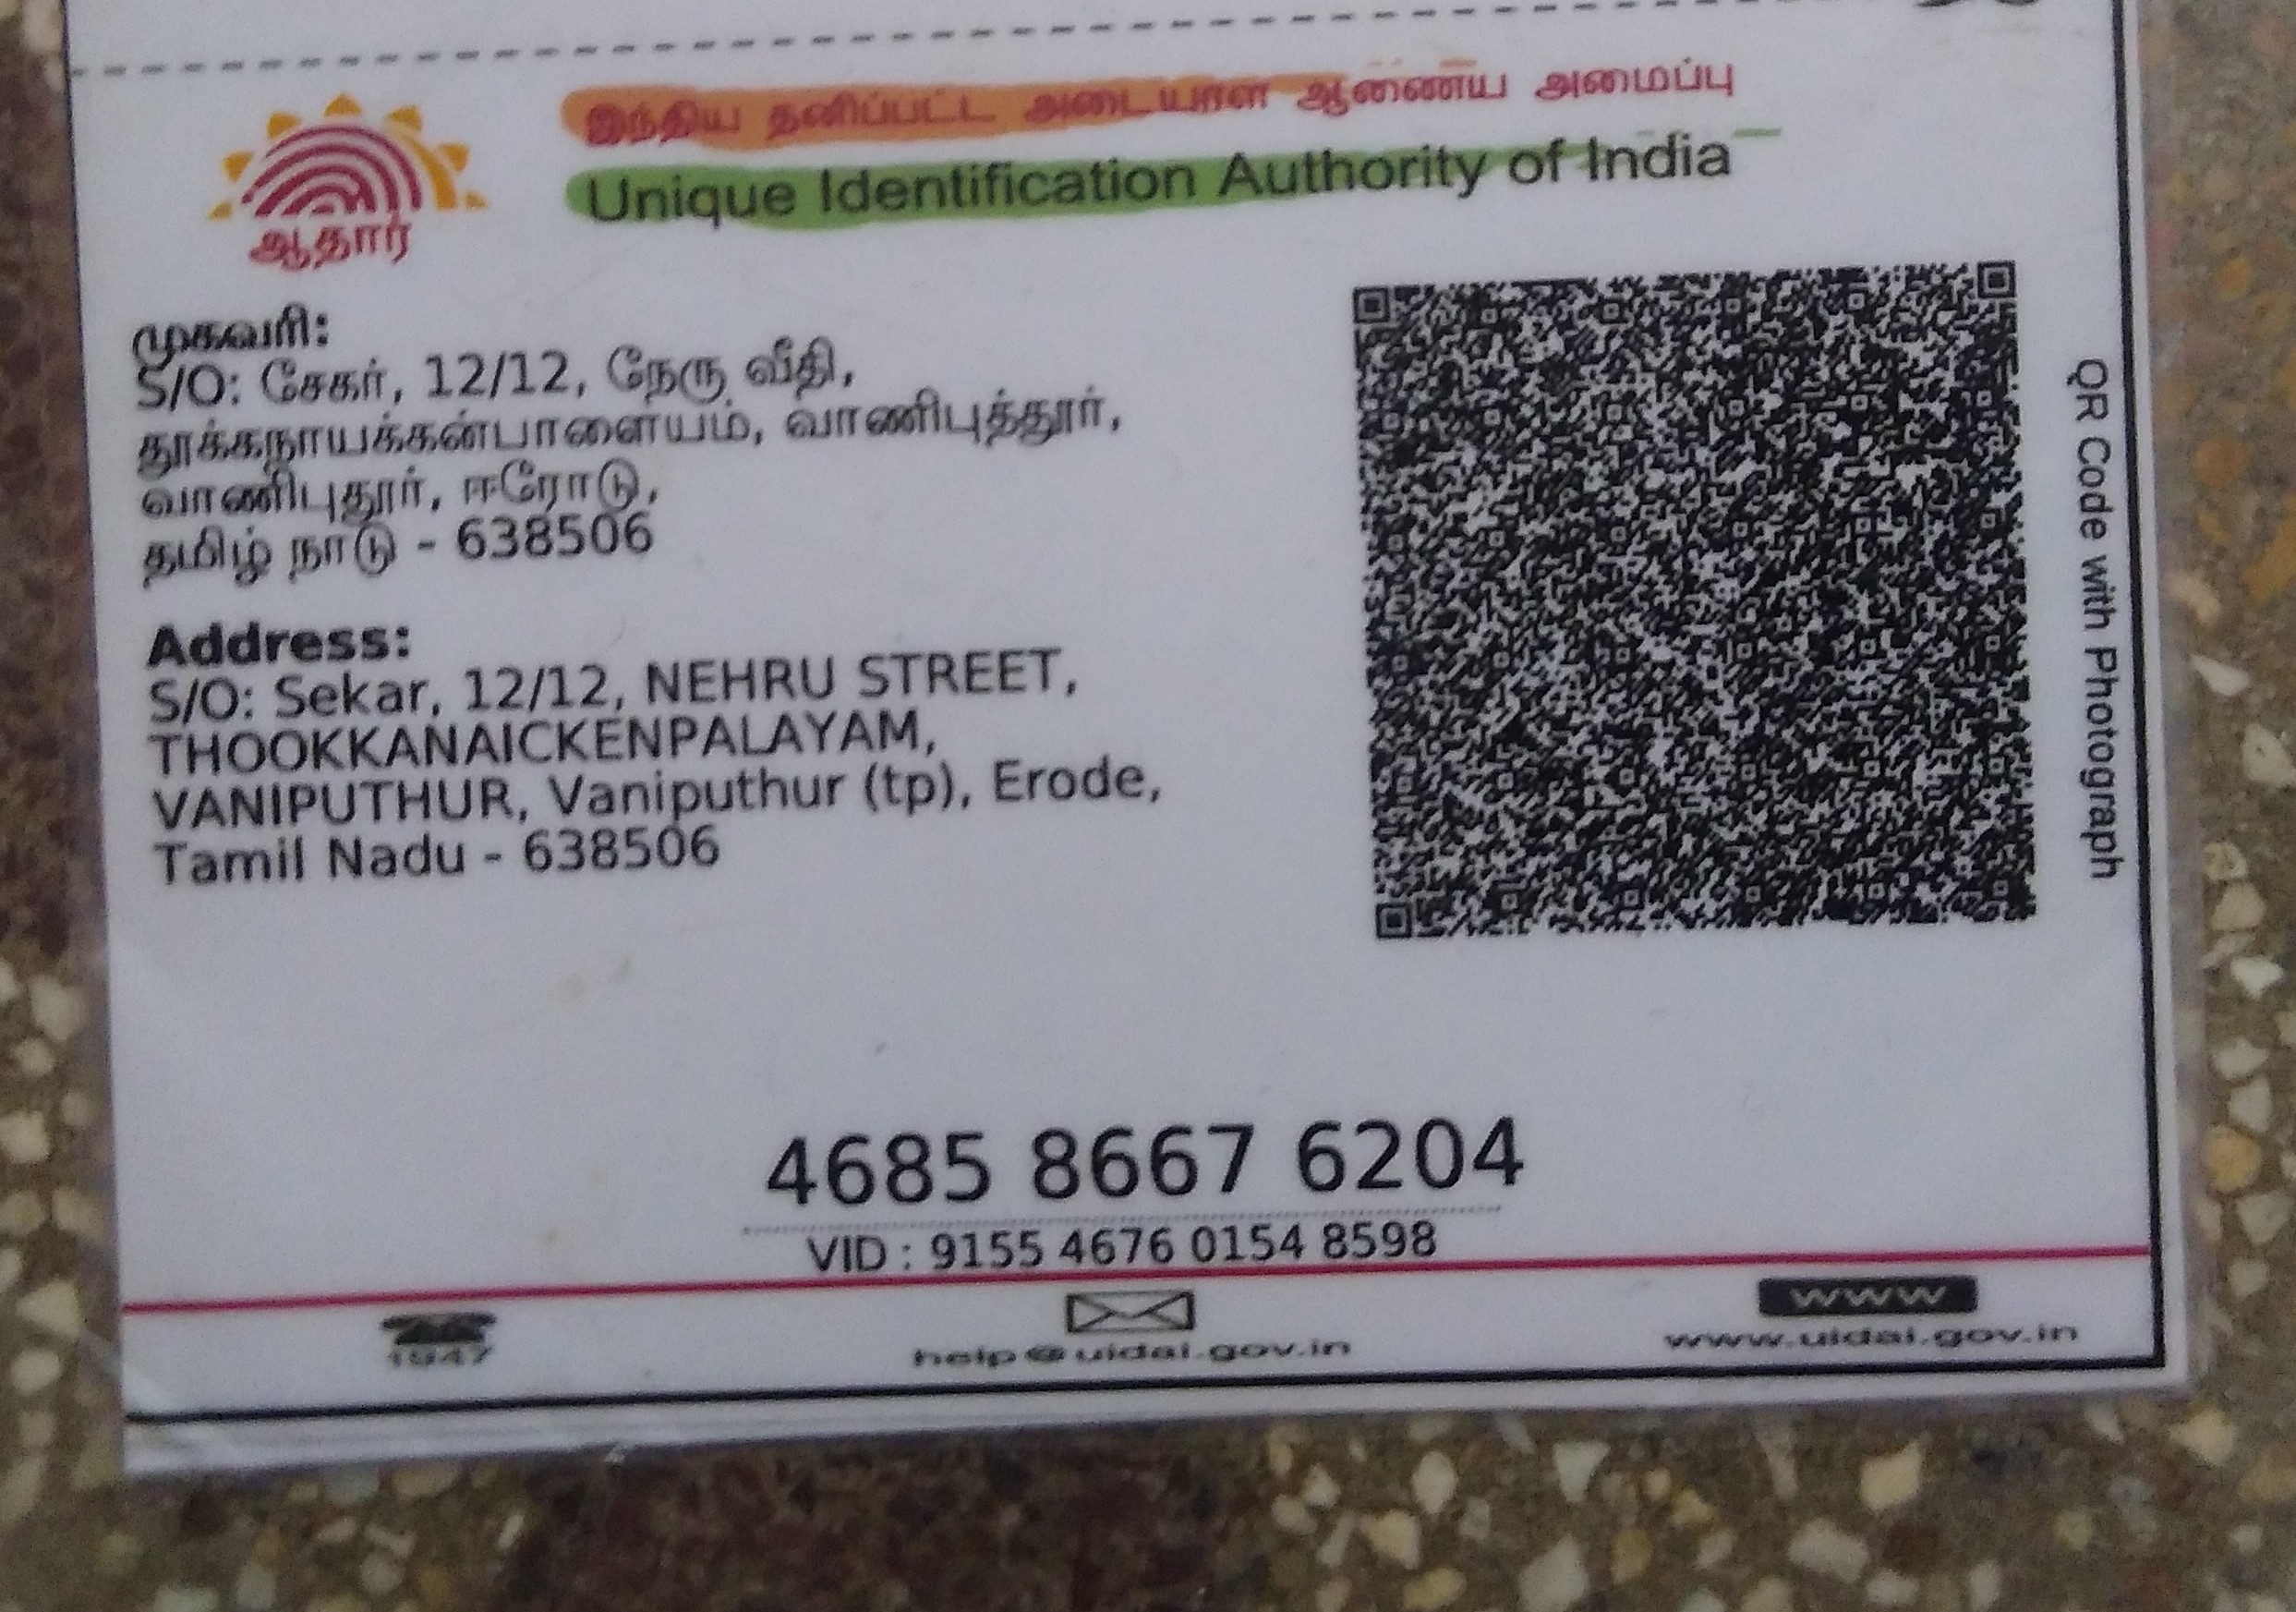 இந்திய தனிப்பட்ட அடையாள ஆணைய அமைப்பு
Unique Identification Authority of India
ஆதார்
முகவரி:
S/O: சேகர், 12/12, நேரு வீதி,
தூக்கநாயக்கன்பாளையம், வாணிபுத்தூர்,
வாணிபுதூர், ஈரோடு,
தமிழ் நாடு - 638506
Address:
S/O: Sekar, 12/12, NEHRU STREET,
THOOKKANAICKENPALAYAM,
VANIPUTHUR, Vaniputhur (tp), Erode,
Tamil Nadu - 638506
QR Code with Photograph
4685 8667 6204
VID : 9155 4676 0154 8598
1947
help@uidai.gov.in
www
www.uidai.gov.in